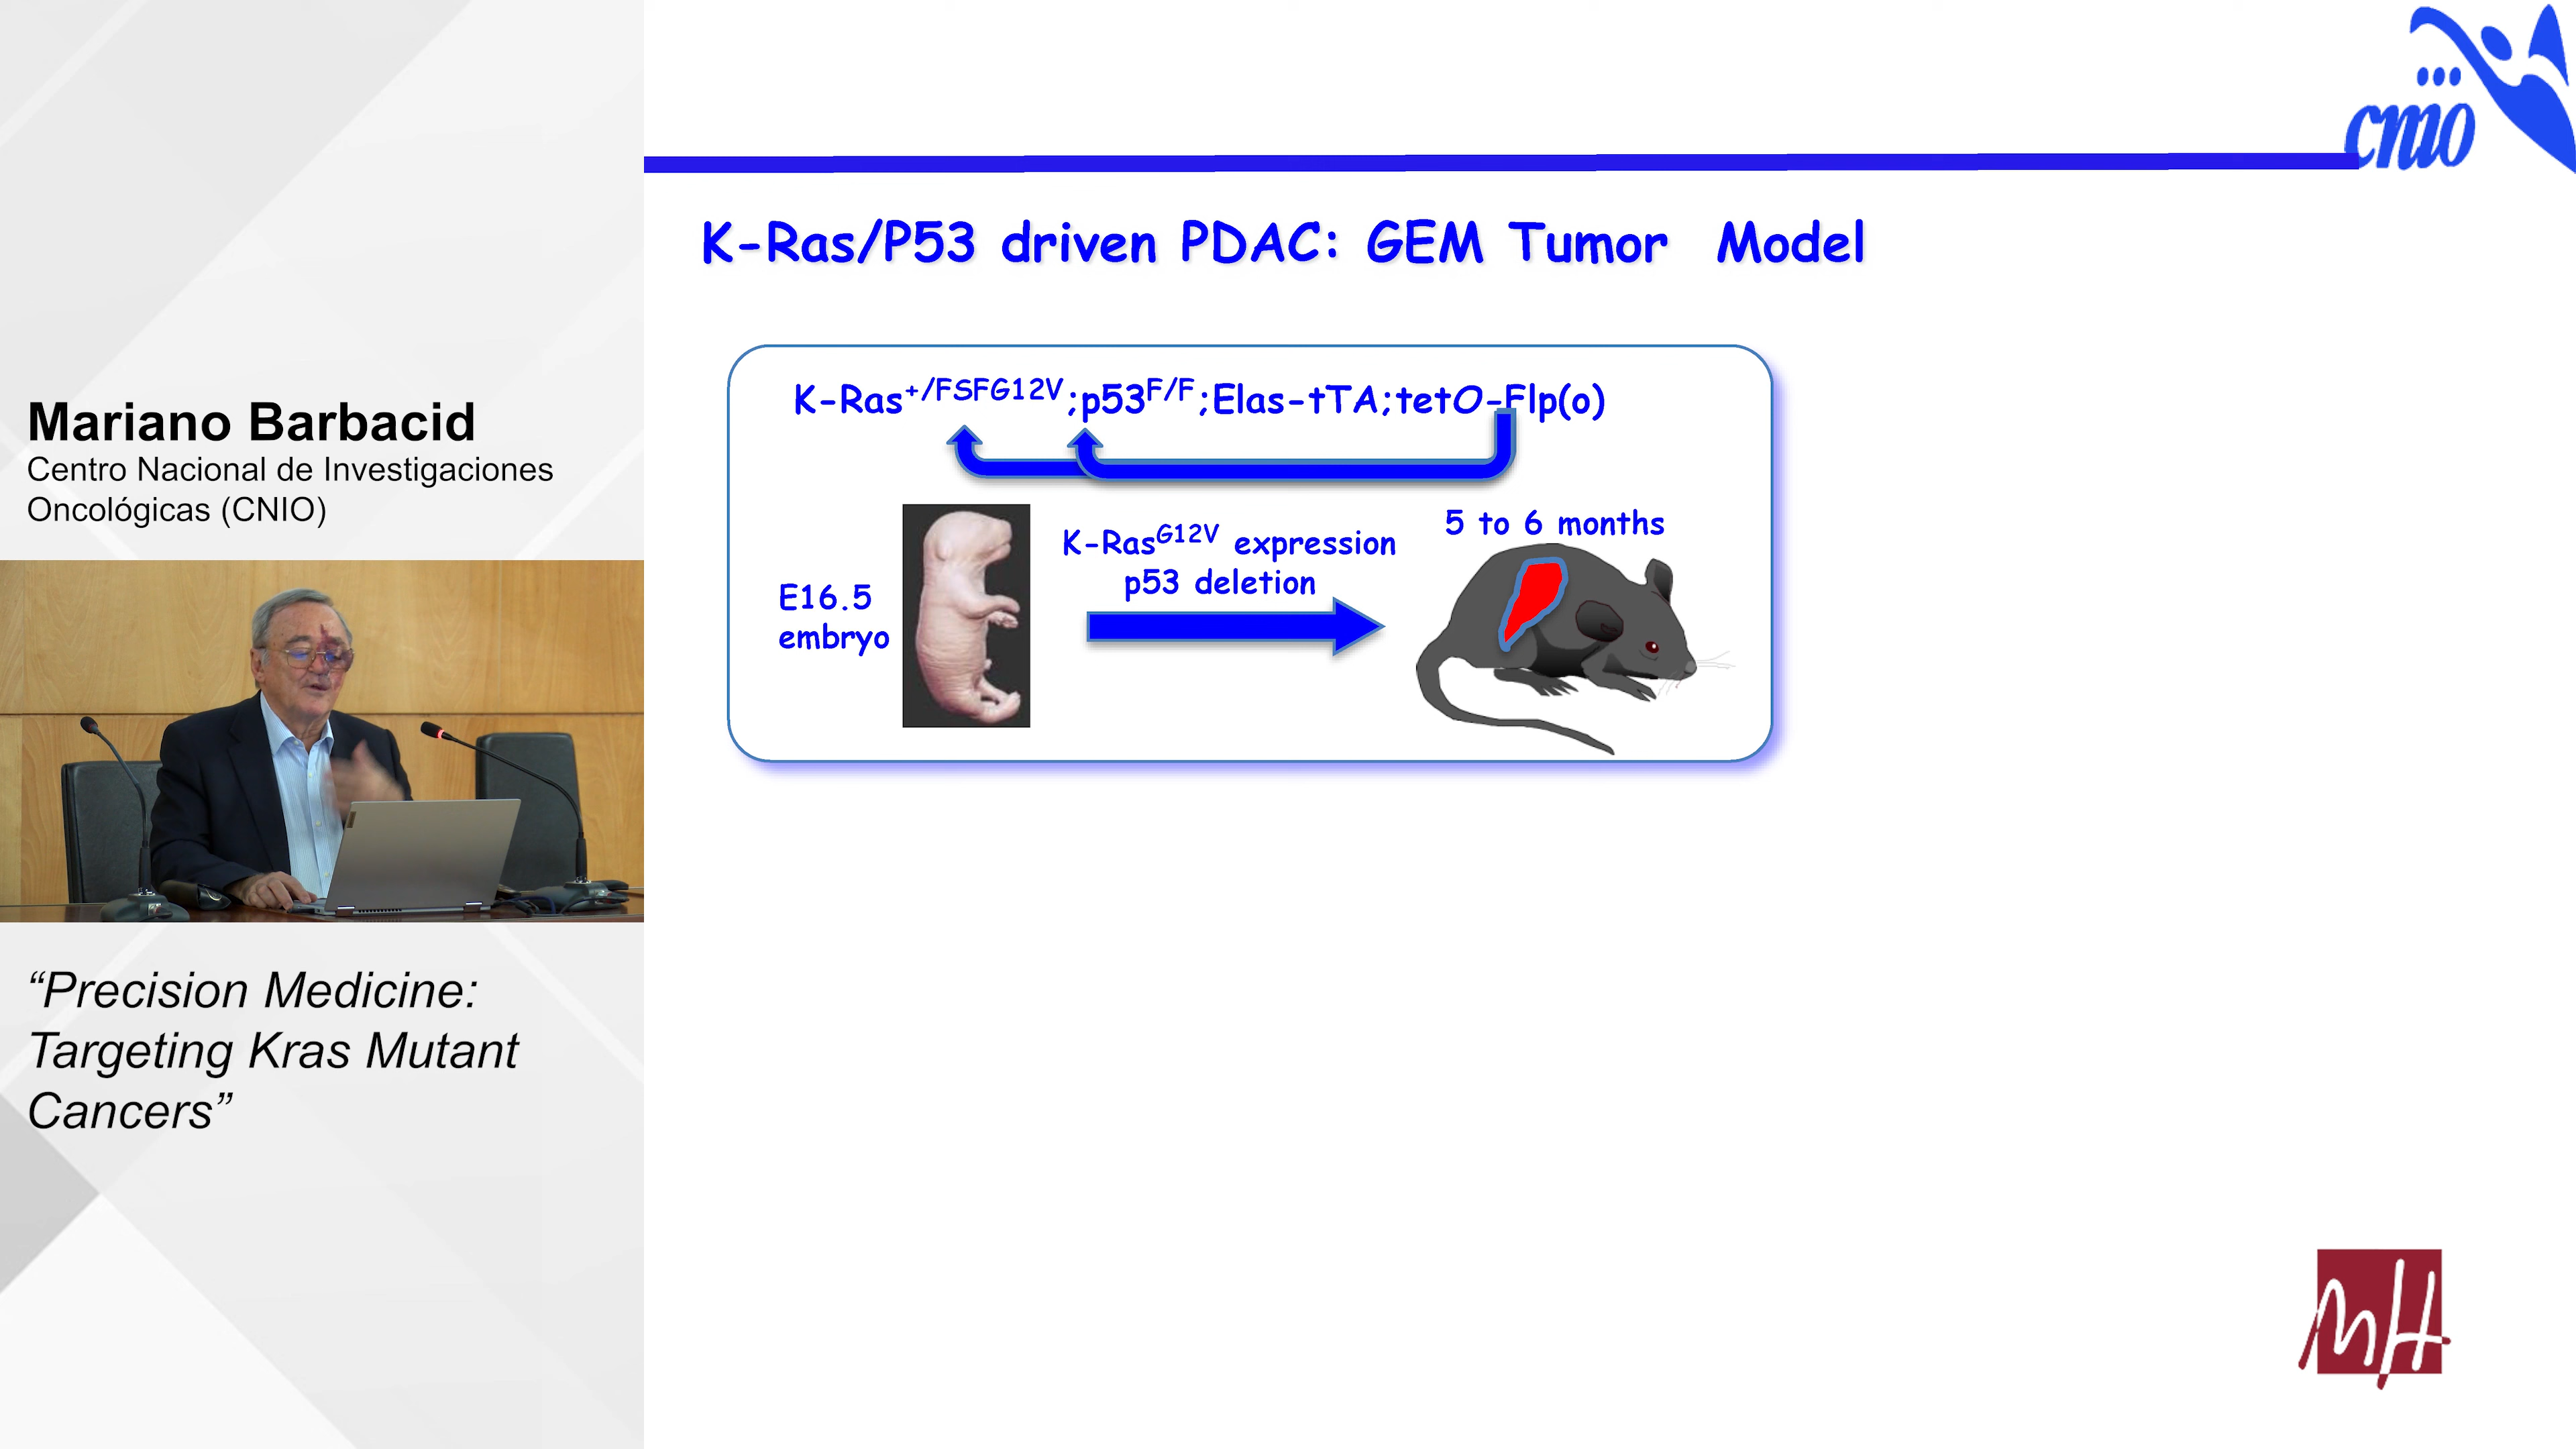 Mariano Barbacid
Centro Nacional de Investigaciones
Oncológicas (CNIO)
“Precision Medicine:
Targeting Kras Mutant
Cancers”
cnio
K-Ras/P53 driven PDAC: GEM Tumor Model
K-Ras+/FSFG12V;p53F/F;Elas-tTA;tetO-Flp(o)
E16.5
embryo
K-RasG12V expression
p53 deletion
5 to 6 months
MH